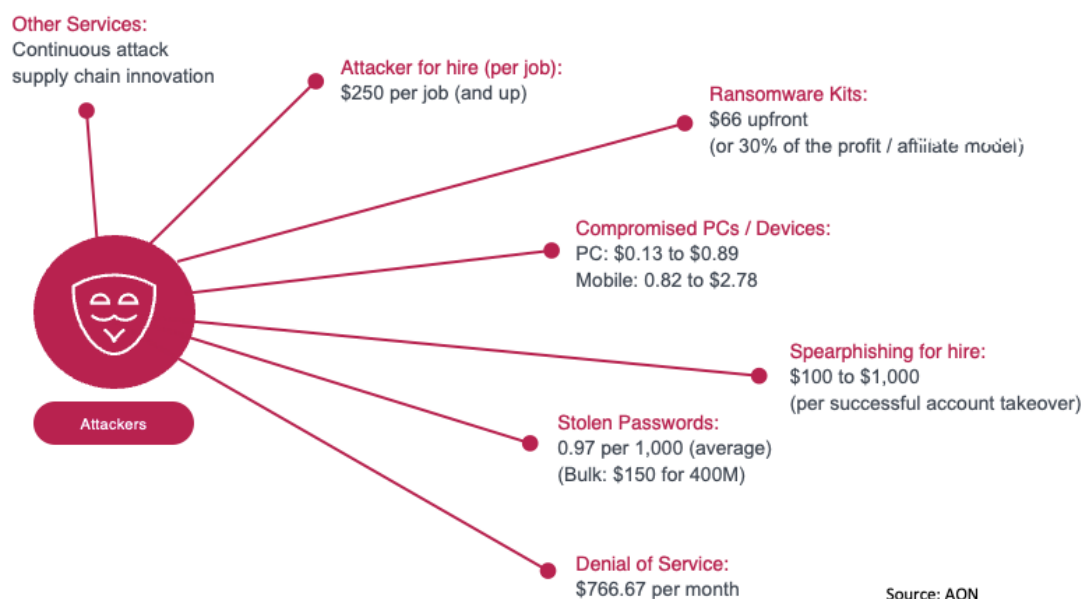 Other Services:
Continuous attack
supply chain innovation
Attacker for hire (per job):
$250 per job (and up)
Ransomware Kits:
$66 upfront
(or 30% of the profit / affiliate model)
Compromised PCs / Devices:
PC: $0.13 to $0.89
Mobile: 0.82 to $2.78
Spearphishing for hire:
$100 to $1,000
(per successful account takeover)
Attackers
Stolen Passwords:
0.97 per 1,000 (average)
(Bulk: $150 for 400M)
Denial of Service:
$766.67 per month
Source: AON